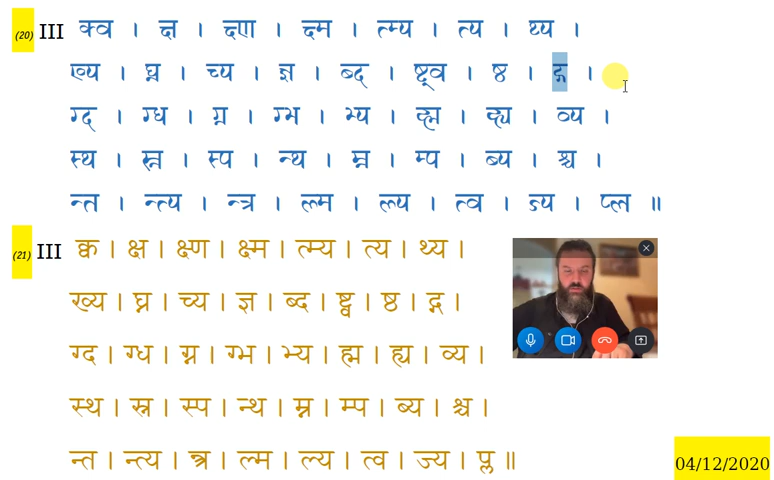 (20) III क्व । क्ष । क्ष्ण । क्ष्म । त्म्य । त्य । थ्य ।
ख्य । घ्न । च्य । ज्ञ । ब्द । ष्ट्व । ष्ठ । द्ग ।
ग्द । ग्ध । ग्न । ग्भ । भ्य । ह्म । ह्य । व्य ।
स्थ । स्न । स्प । न्थ । म्न । म्प । ब्य । श्च ।
न्त । न्त्य । न्त्र । ल्म । ल्य । त्व । ज्य । प्ल ॥
(21) III क्व । क्ष । क्ष्ण । क्ष्म । त्म्य । त्य । थ्य ।
ख्य । घ्न । च्य । ज्ञ । ब्द । ष्ट्व । ष्ठ । द्ग ।
ग्द । ग्ध । ग्न । ग्भ । भ्य । ह्म । ह्य । व्य ।
स्थ । स्न । स्प । न्थ । म्न । म्प । ब्य । श्च ।
न्त । न्त्य । न्त्र । ल्म । ल्य । त्व । ज्य । प्ल ॥
04/12/2020